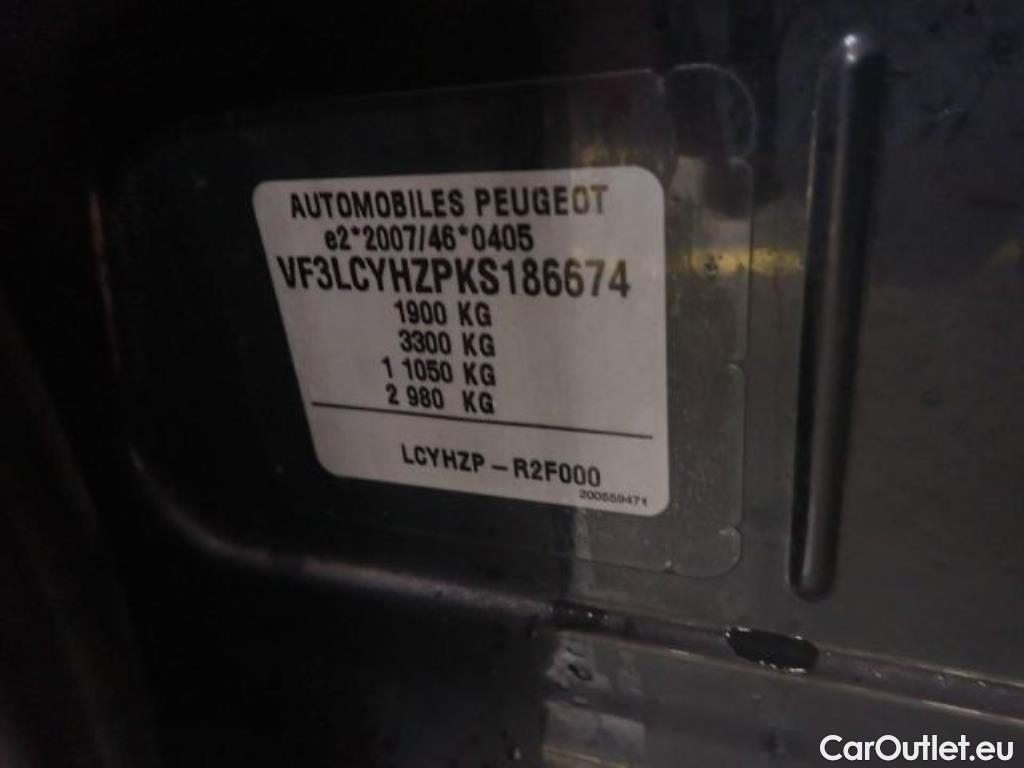 AUTOMOBILES PEUGEOT
e2*2007/46*0405
VF3LCYHZPKS186674
1900 KG
3300 KG
1 1050 KG
2 980 KG
LCYHZP - R2F000
200559471
CarOutlet.eu